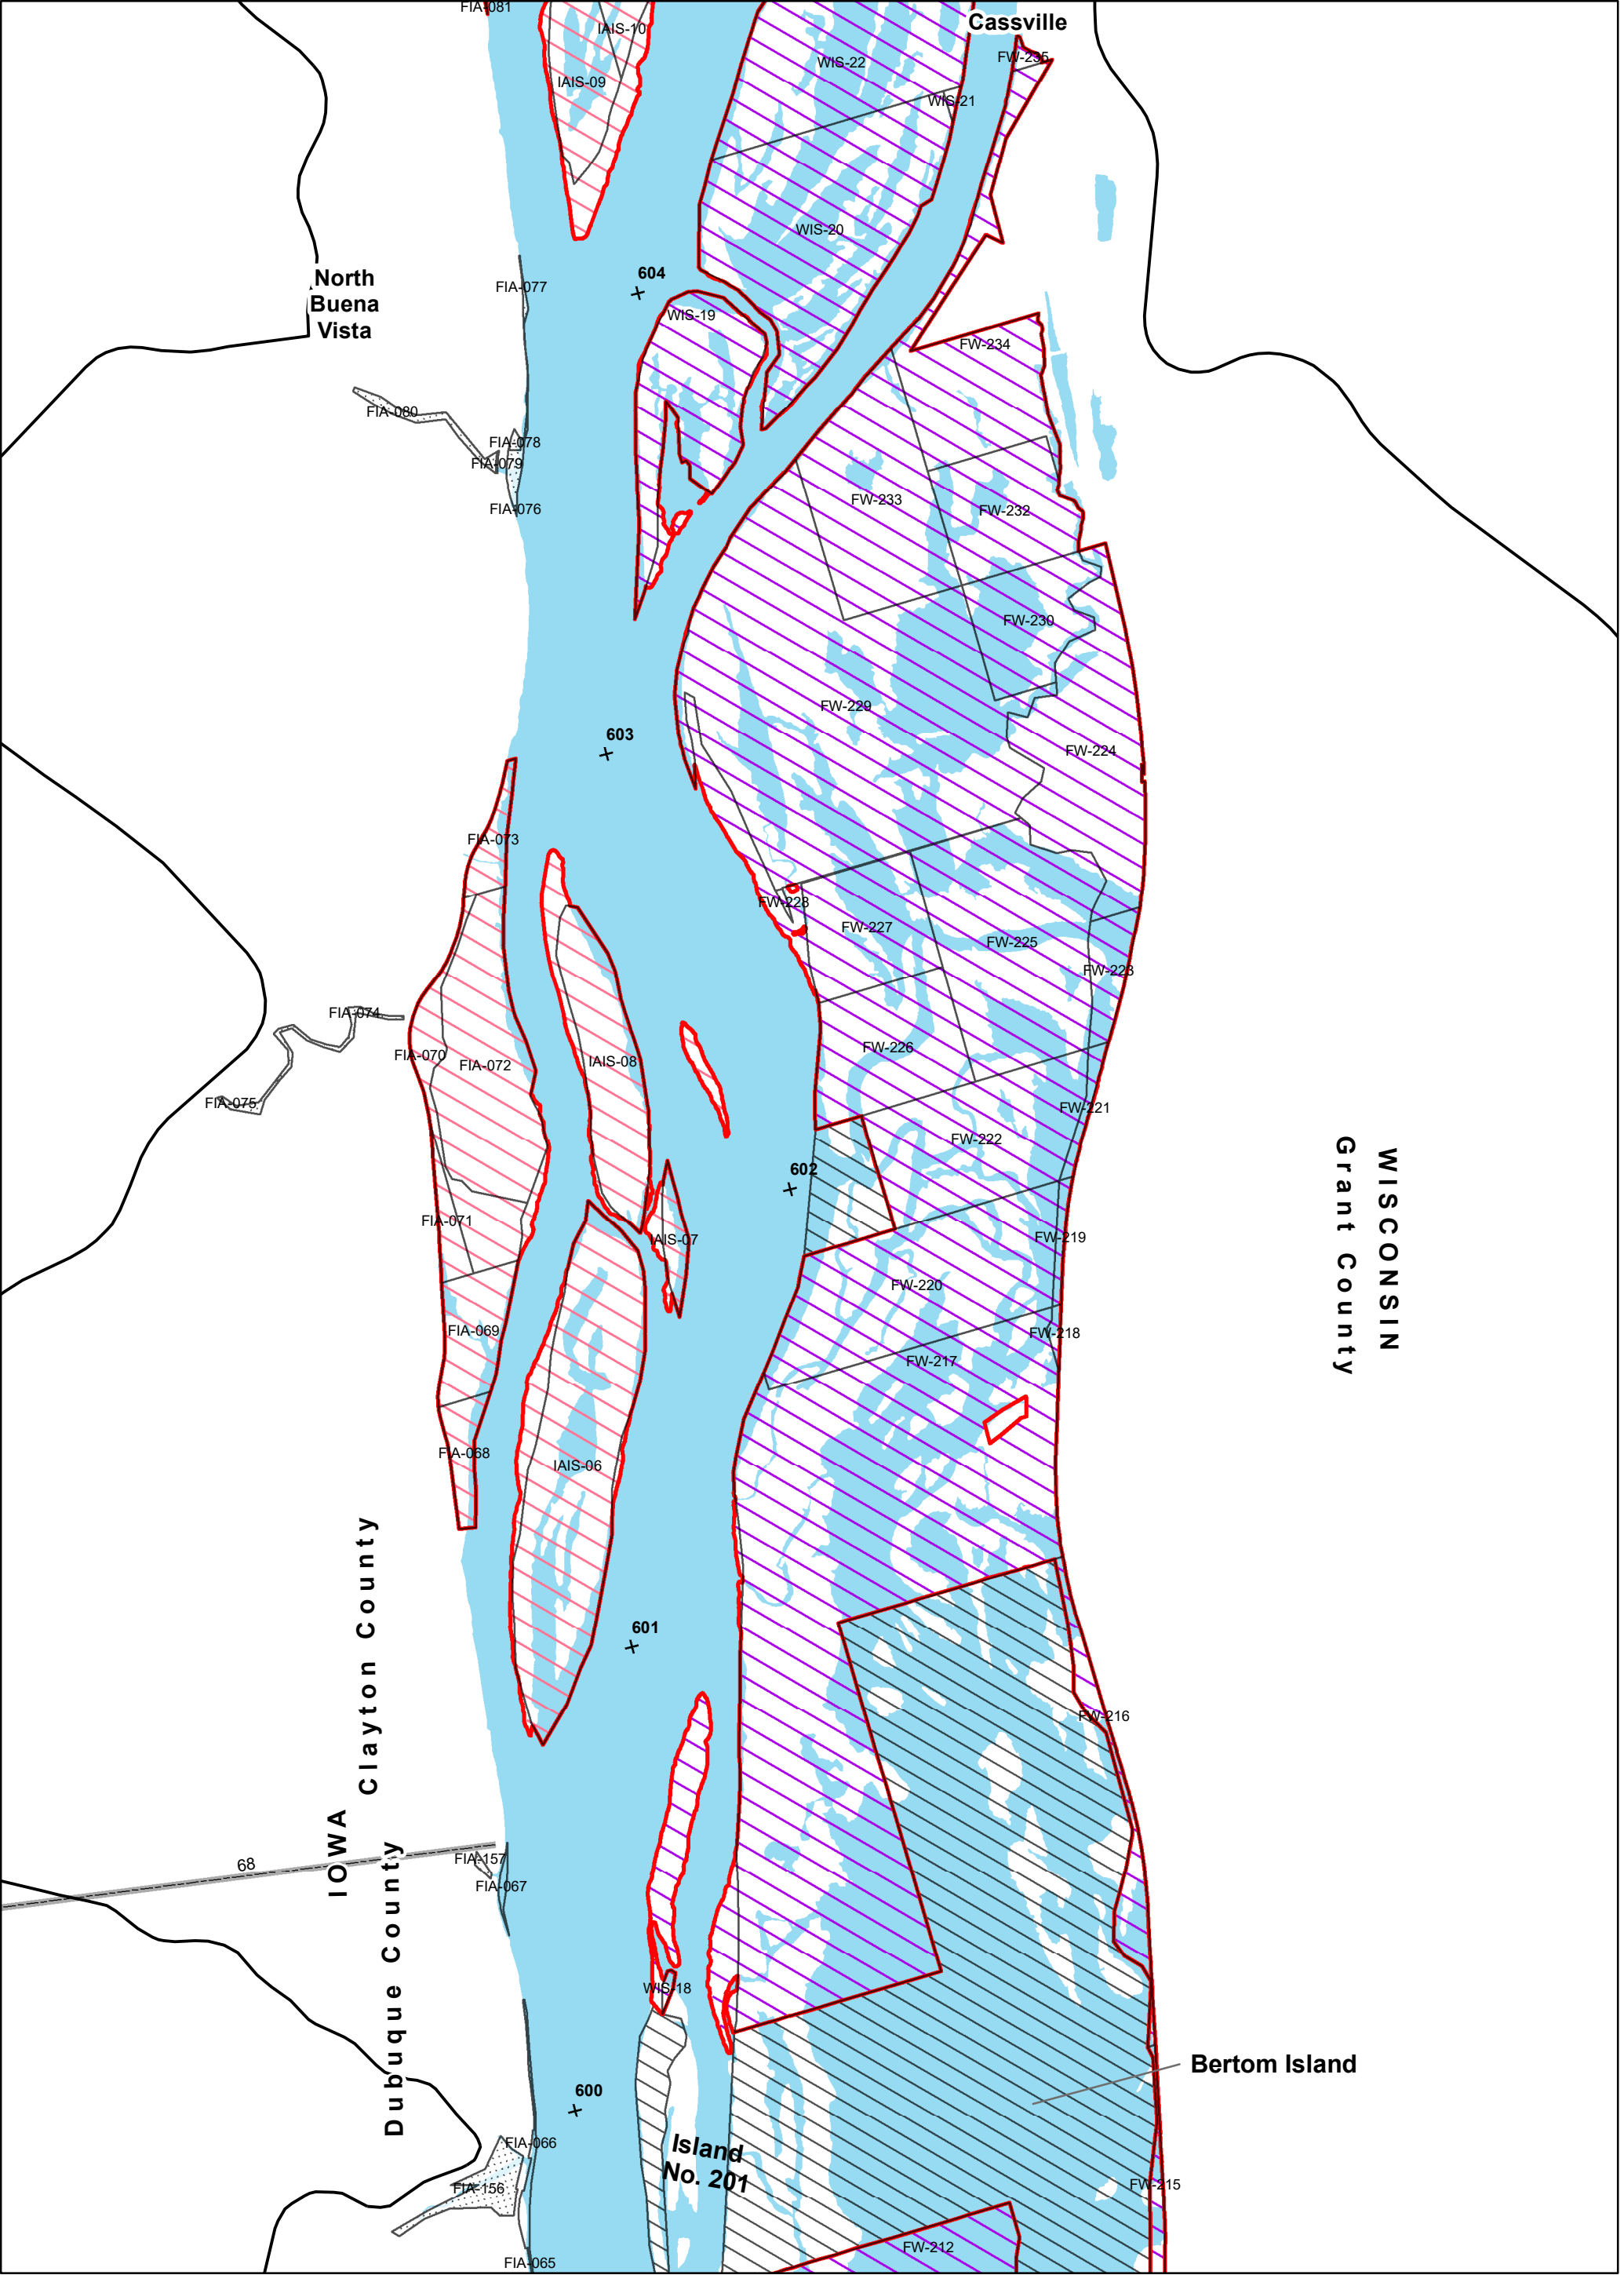 FIA-081
IAIS-10
Cassville
FW-235
WIS-22
IAIS-09
WIS-21
WIS-20
604
North
Buena
Vista
FIA-077
WIS-19
FW-234
FIA-080
FIA-078
FIA-079
FIA-076
FW-233
FW-232
FW-230
FW-229
603
FW-224
FIA-073
FW-228
FW-227
FW-225
FW-223
FIA-074
FIA-070
FIA-072
IAIS-08
FW-226
FIA-075
FW-221
FW-222
602
WISCONSIN
Grant County
FIA-071
IAIS-07
FW-219
FW-220
FIA-069
FW-218
FW-217
FIA-068
IAIS-06
Clayton County
601
FW-216
IOWA
68
FIA-157
FIA-067
Dubuque County
WIS-18
Bertom Island
600
FIA-066
Island
No. 201
FIA-156
FW-215
FW-212
FIA-065